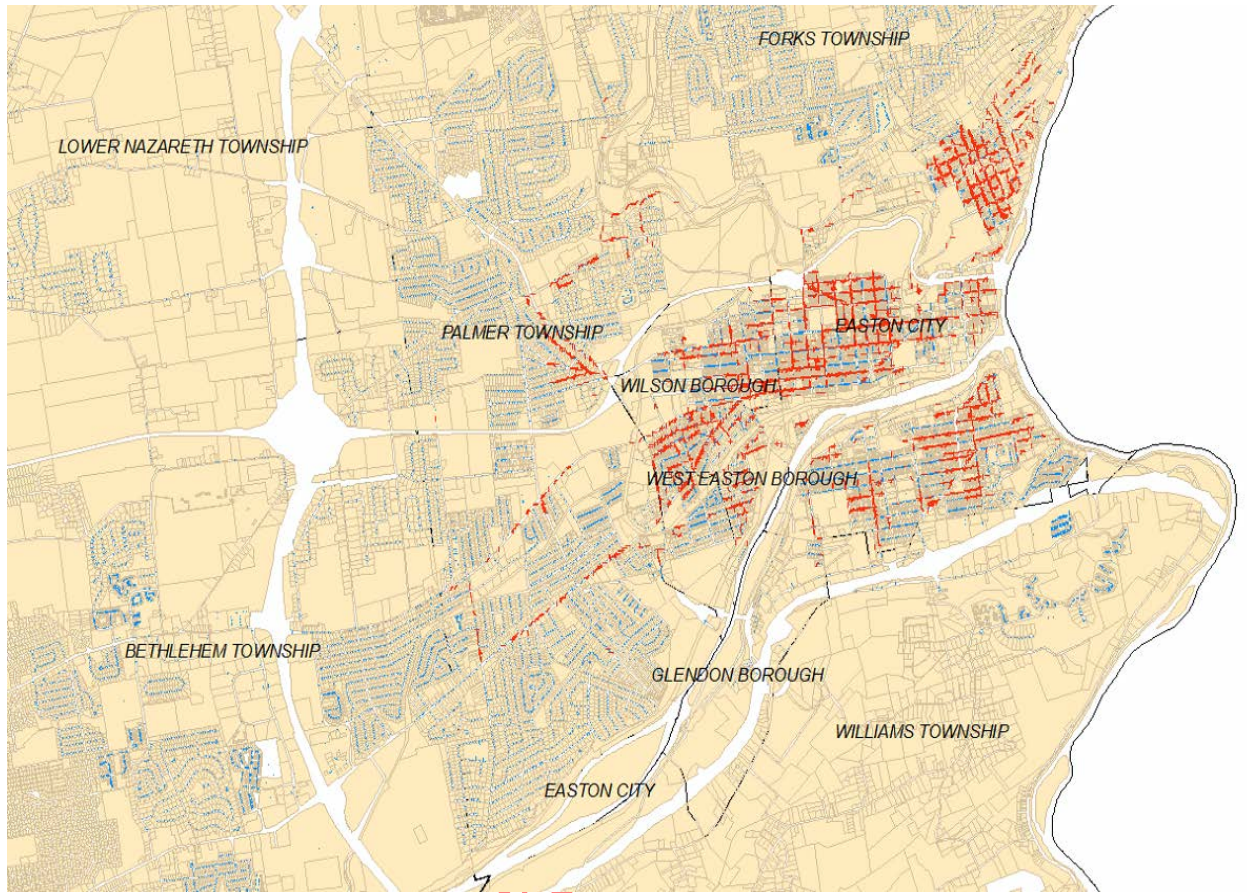 FORKS TOWNSHIP
LOWER NAZARETH TOWNSHIP
EASTON CITY
PALMER TOWNSHIP
WILSON BOROUGH
WEST EASTON BOROUGH
BETHLEHEM TOWNSHIP
GLENDON BOROUGH
WILLIAMS TOWNSHIP
EASTON CITY